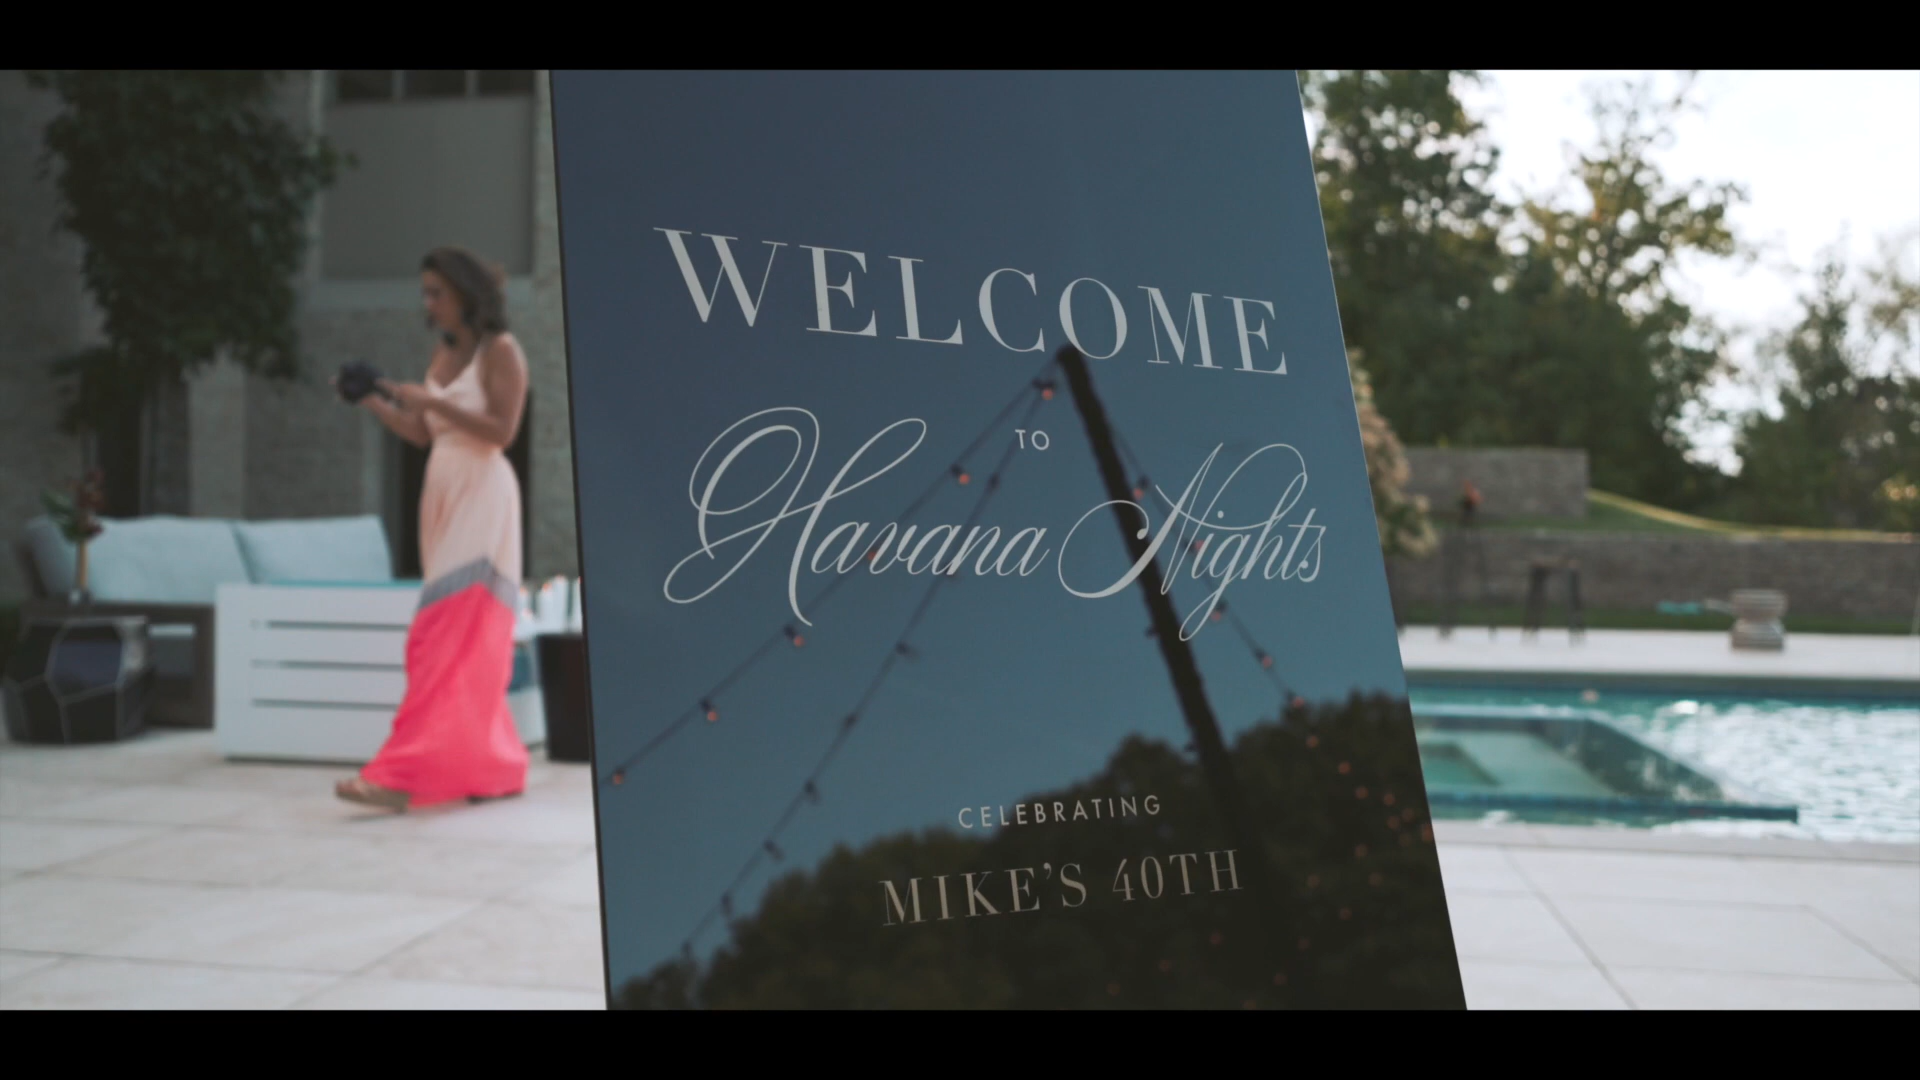 WELCOME
TO
Havana Nights
CELEBRATING
MIKE'S 40TH